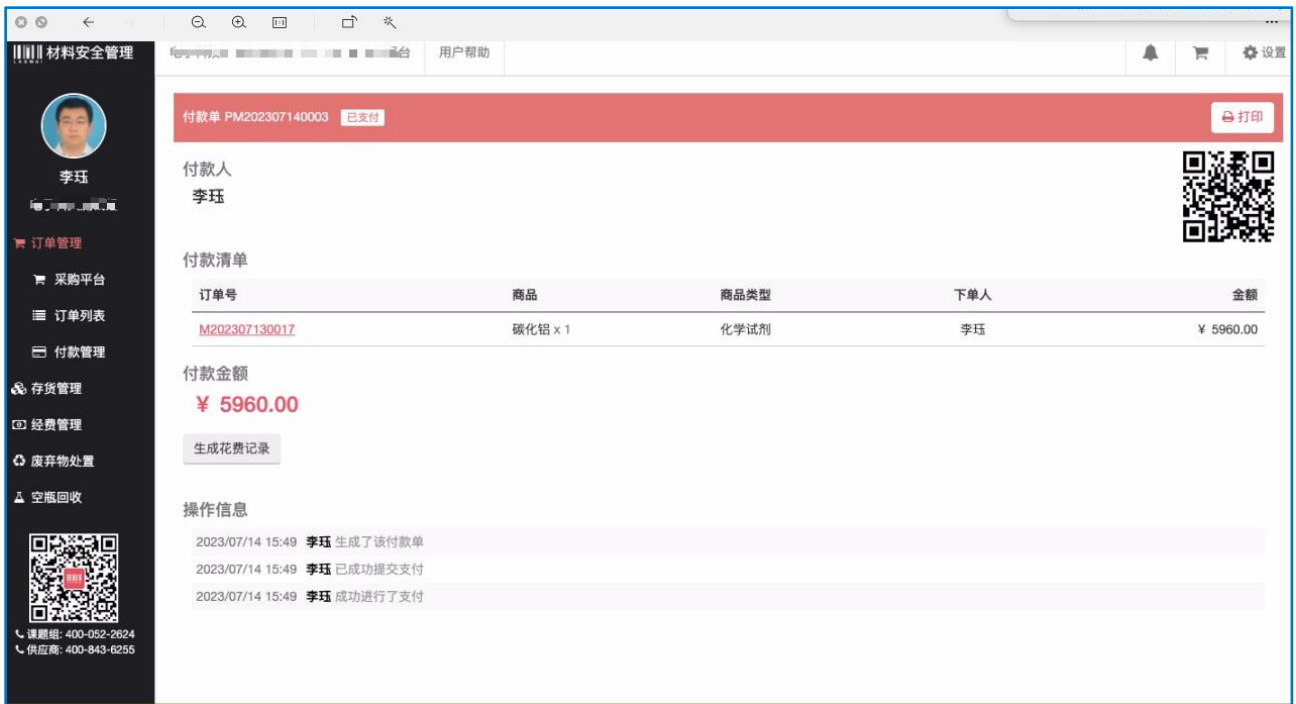 材料安全管理
LABMAI
台 用户帮助 设置
付款单 PM202307140003 已支付 打印
李珏
订单管理
采购平台
订单列表
付款管理
存货管理
经费管理
废弃物处置
空瓶回收
课题组: 400-052-2624
供应商: 400-843-6255
付款人
李珏
付款清单
订单号 商品 商品类型 下单人 金额
M202307130017 碳化铝 x 1 化学试剂 李珏 ¥ 5960.00
付款金额
¥ 5960.00
生成花费记录
操作信息
2023/07/14 15:49 李珏 生成了该付款单
2023/07/14 15:49 李珏 已成功提交支付
2023/07/14 15:49 李珏 成功进行了支付